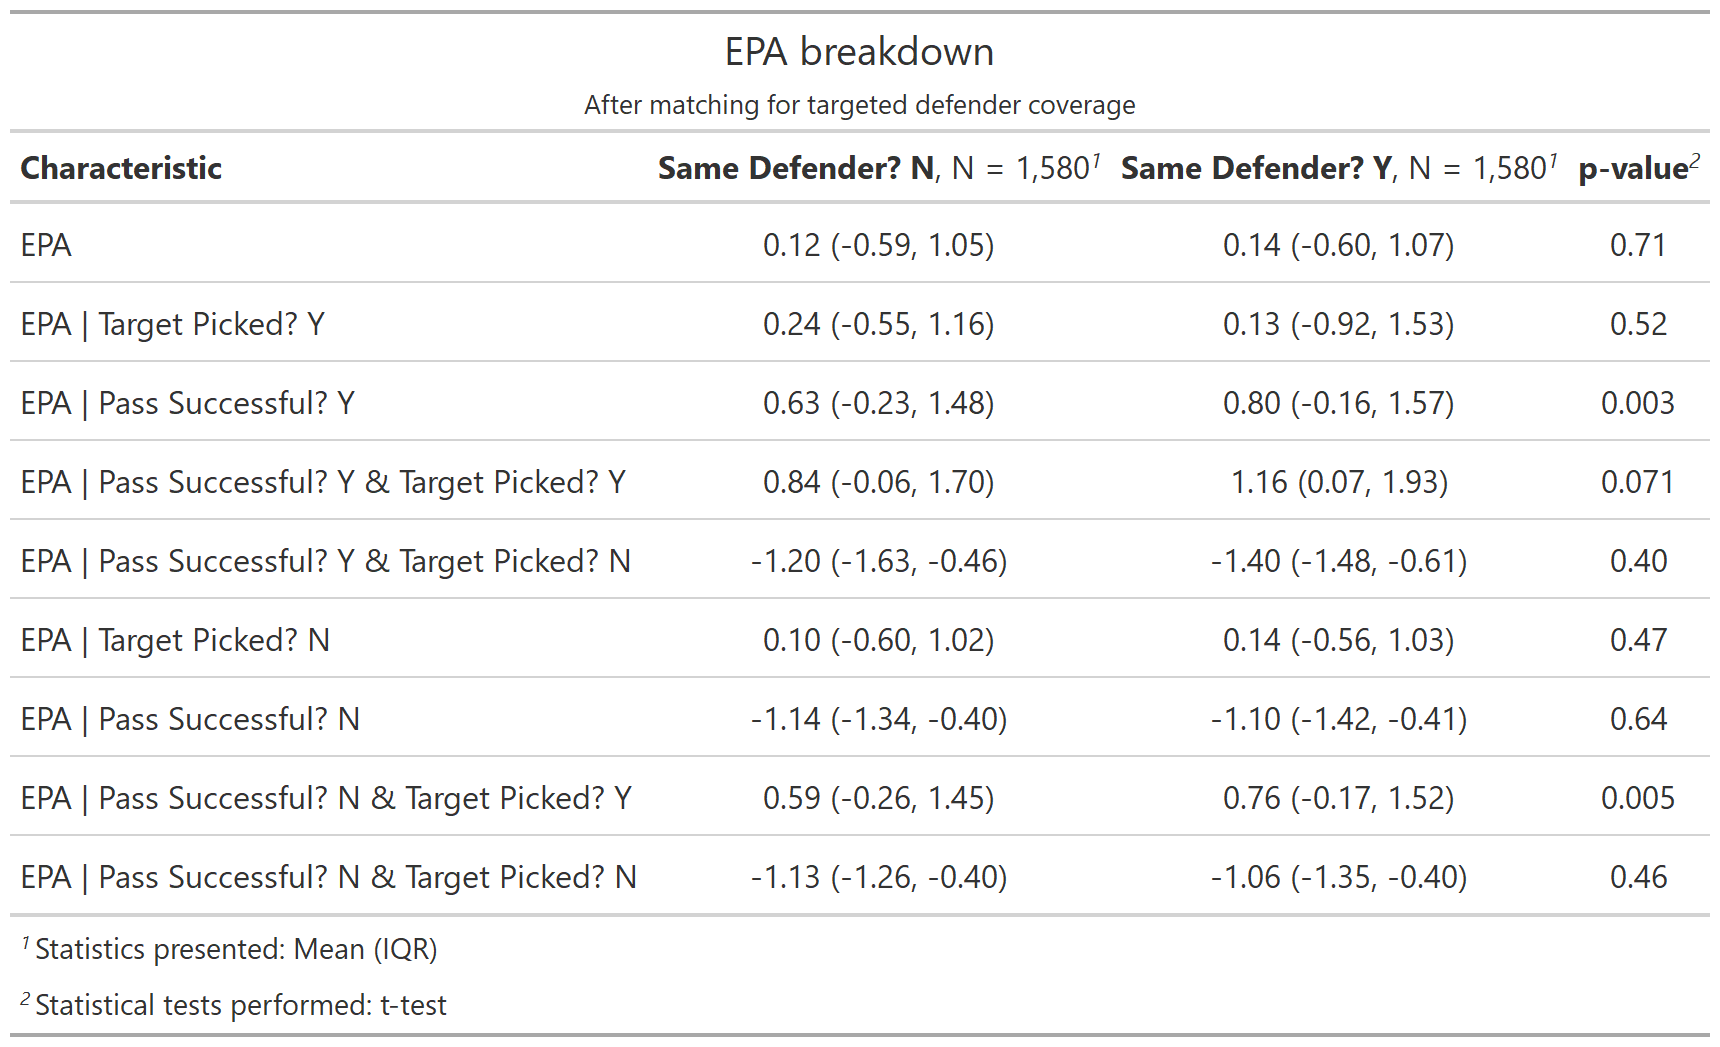 EPA breakdown
After matching for targeted defender coverage
Characteristic Same Defender? N, N = 1,580¹ Same Defender? Y, N = 1,580¹ p-value²
EPA 0.12 (-0.59, 1.05) 0.14 (-0.60, 1.07) 0.71
EPA | Target Picked? Y 0.24 (-0.55, 1.16) 0.13 (-0.92, 1.53) 0.52
EPA | Pass Successful? Y 0.63 (-0.23, 1.48) 0.80 (-0.16, 1.57) 0.003
EPA | Pass Successful? Y & Target Picked? Y 0.84 (-0.06, 1.70) 1.16 (0.07, 1.93) 0.071
EPA | Pass Successful? Y & Target Picked? N -1.20 (-1.63, -0.46) -1.40 (-1.48, -0.61) 0.40
EPA | Target Picked? N 0.10 (-0.60, 1.02) 0.14 (-0.56, 1.03) 0.47
EPA | Pass Successful? N -1.14 (-1.34, -0.40) -1.10 (-1.42, -0.41) 0.64
EPA | Pass Successful? N & Target Picked? Y 0.59 (-0.26, 1.45) 0.76 (-0.17, 1.52) 0.005
EPA | Pass Successful? N & Target Picked? N -1.13 (-1.26, -0.40) -1.06 (-1.35, -0.40) 0.46
¹ Statistics presented: Mean (IQR)
² Statistical tests performed: t-test